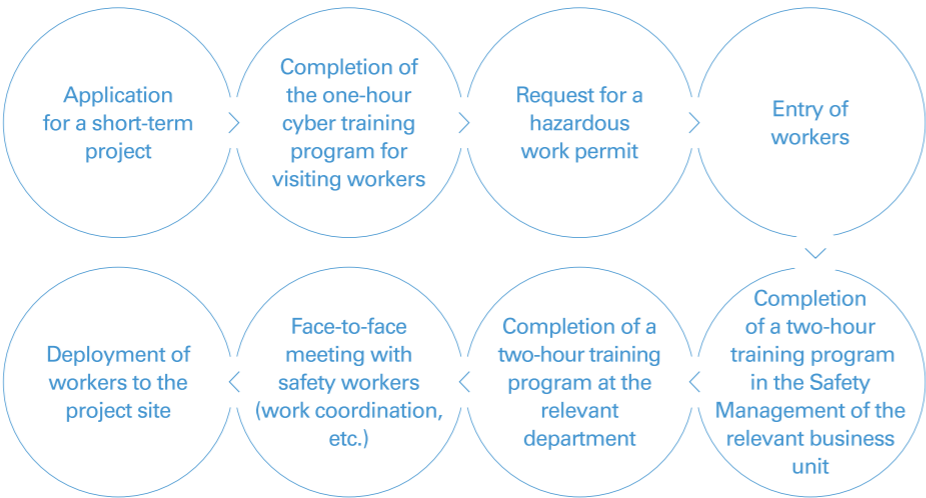 Application
for a short-term
project
Completion of
the one-hour
cyber training
program for
visiting workers
Request for a
hazardous
work permit
Entry of
workers
Completion
of a two-hour
training program
in the Safety
Management of the
relevant business
unit
Completion of a
two-hour training
program at the
relevant
department
Face-to-face
meeting with
safety workers
(work coordination,
etc.)
Deployment of
workers to the
project site